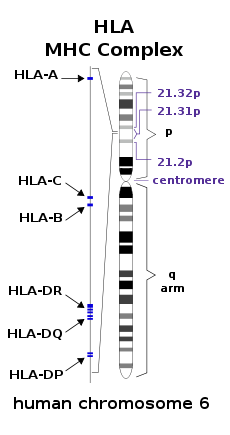 HLA
MHC Complex
HLA-A
21.32p
21.31p
p
21.2p
centromere
HLA-C
HLA-B
q
arm
HLA-DR
HLA-DQ
HLA-DP
human chromosome 6